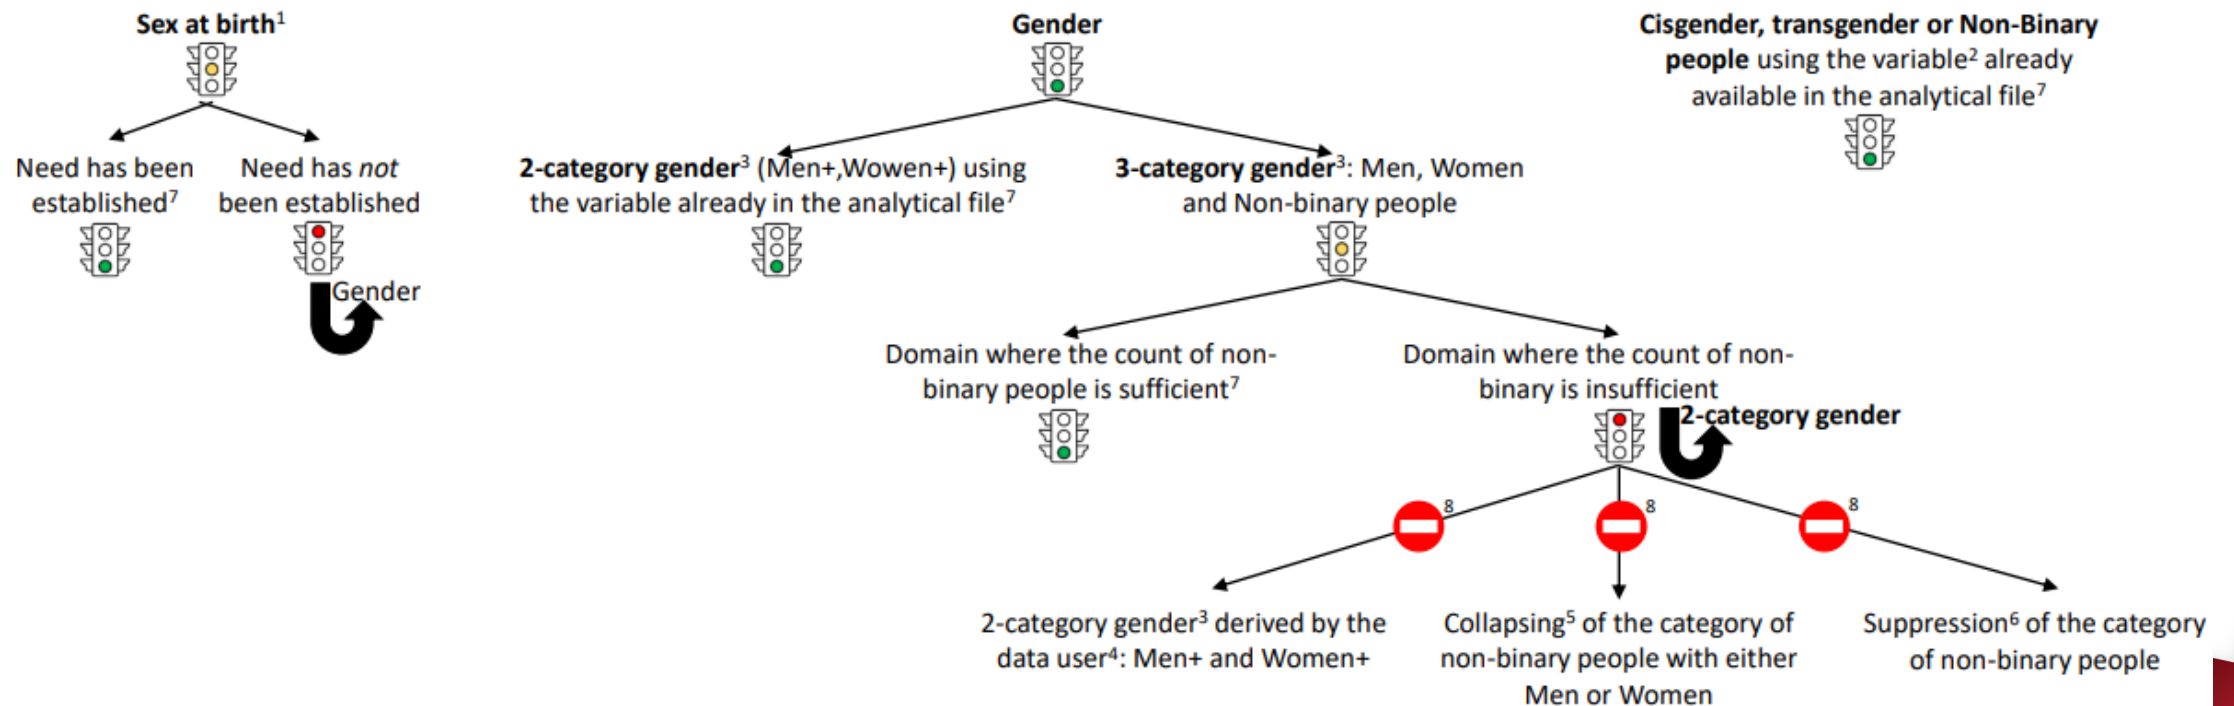 Sex at birth¹
Need has been
established⁷
Need has not
been established
Gender
Gender
2-category gender³ (Men+,Wowen+) using
the variable already in the analytical file⁷
3-category gender³: Men, Women
and Non-binary people
Domain where the count of non-
binary people is sufficient⁷
Domain where the count of non-
binary is insufficient
2-category gender
8
8
8
2-category gender³ derived by the
data user⁴: Men+ and Women+
Collapsing⁵ of the category of
non-binary people with either
Men or Women
Suppression⁶ of the category
of non-binary people
Cisgender, transgender or Non-Binary
people using the variable² already
available in the analytical file⁷